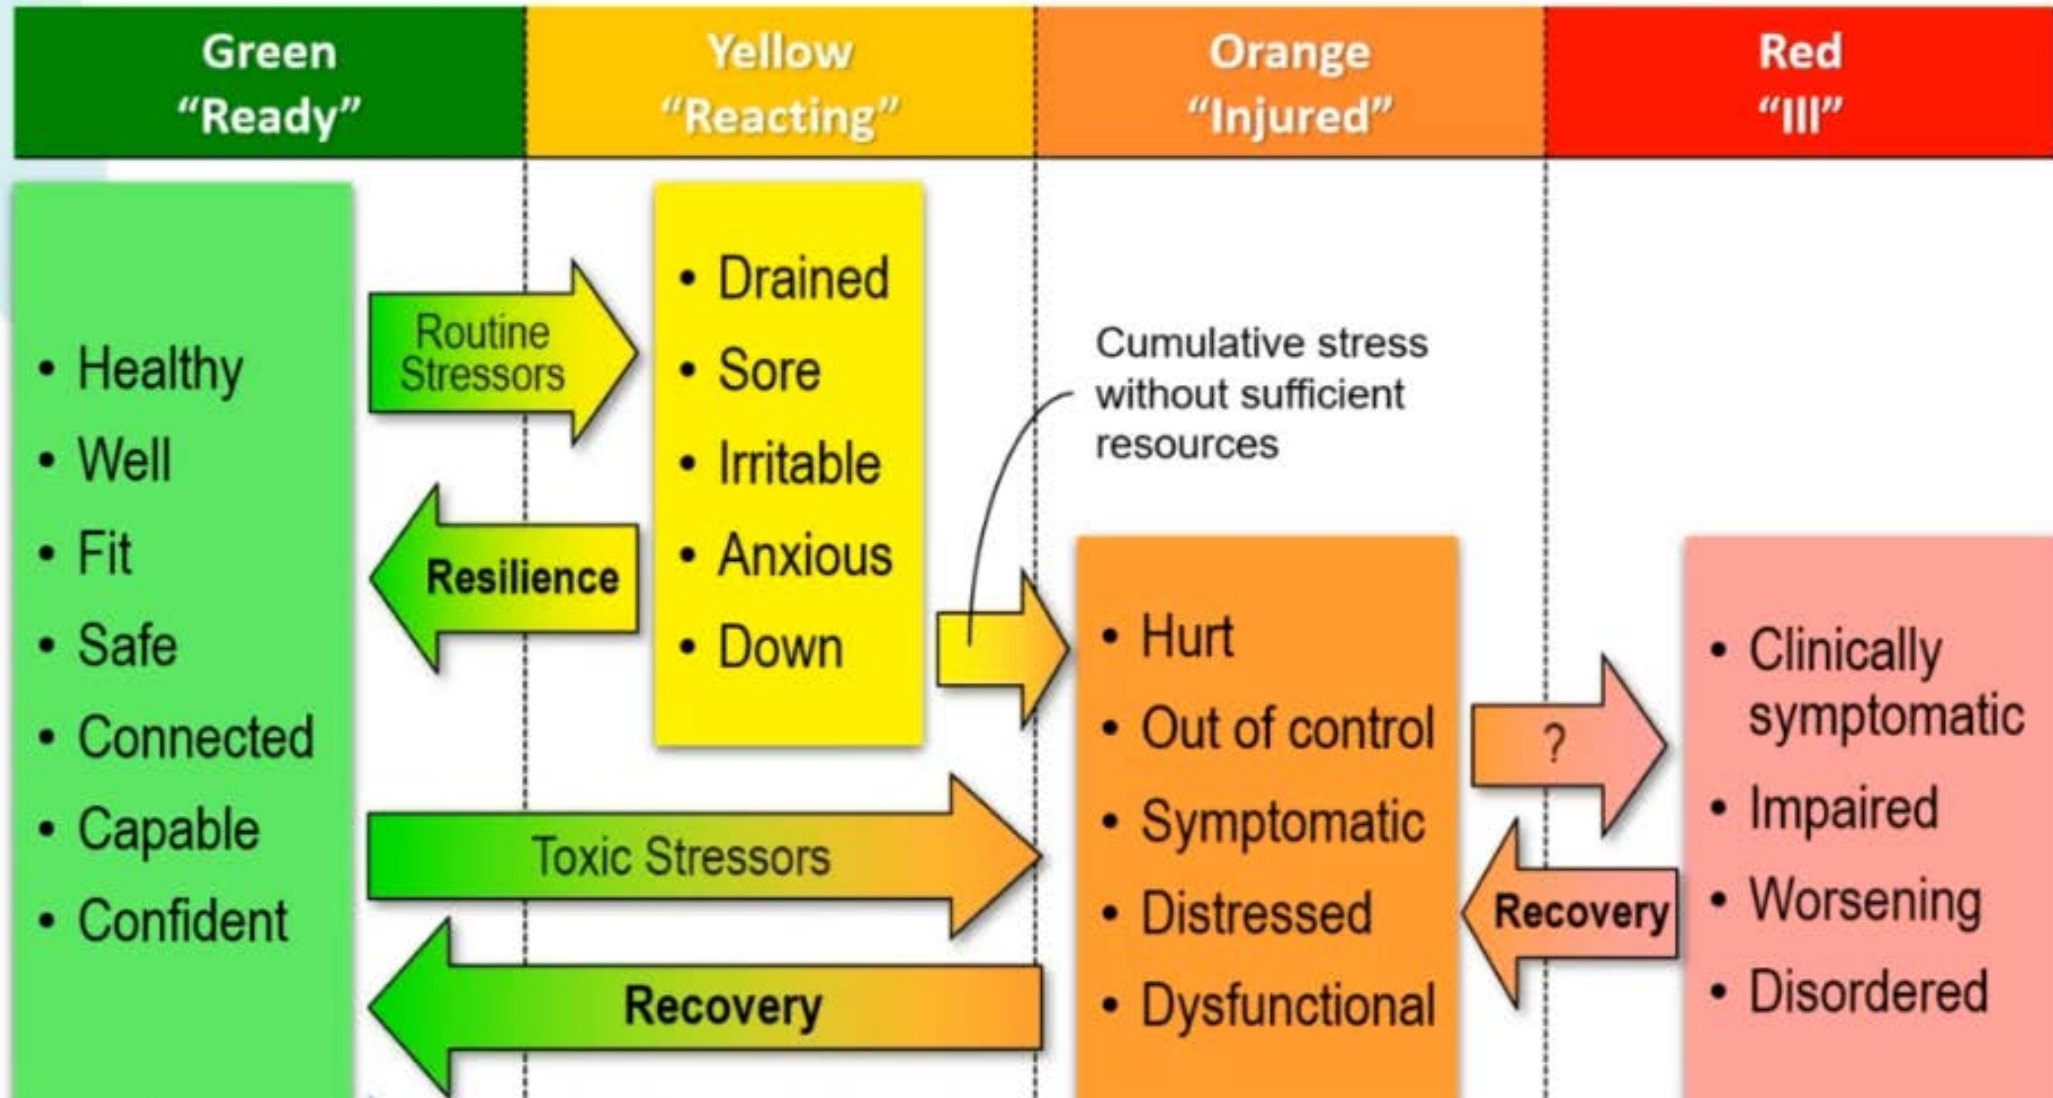 Green
“Ready”
Yellow
“Reacting”
Orange
“Injured”
Red
“Ill”
• Healthy
• Well
• Fit
• Safe
• Connected
• Capable
• Confident
Routine
Stressors
Resilience
• Drained
• Sore
• Irritable
• Anxious
• Down
Cumulative stress
without sufficient
resources
Toxic Stressors
Recovery
• Hurt
• Out of control
• Symptomatic
• Distressed
• Dysfunctional
?
Recovery
• Clinically
symptomatic
• Impaired
• Worsening
• Disordered